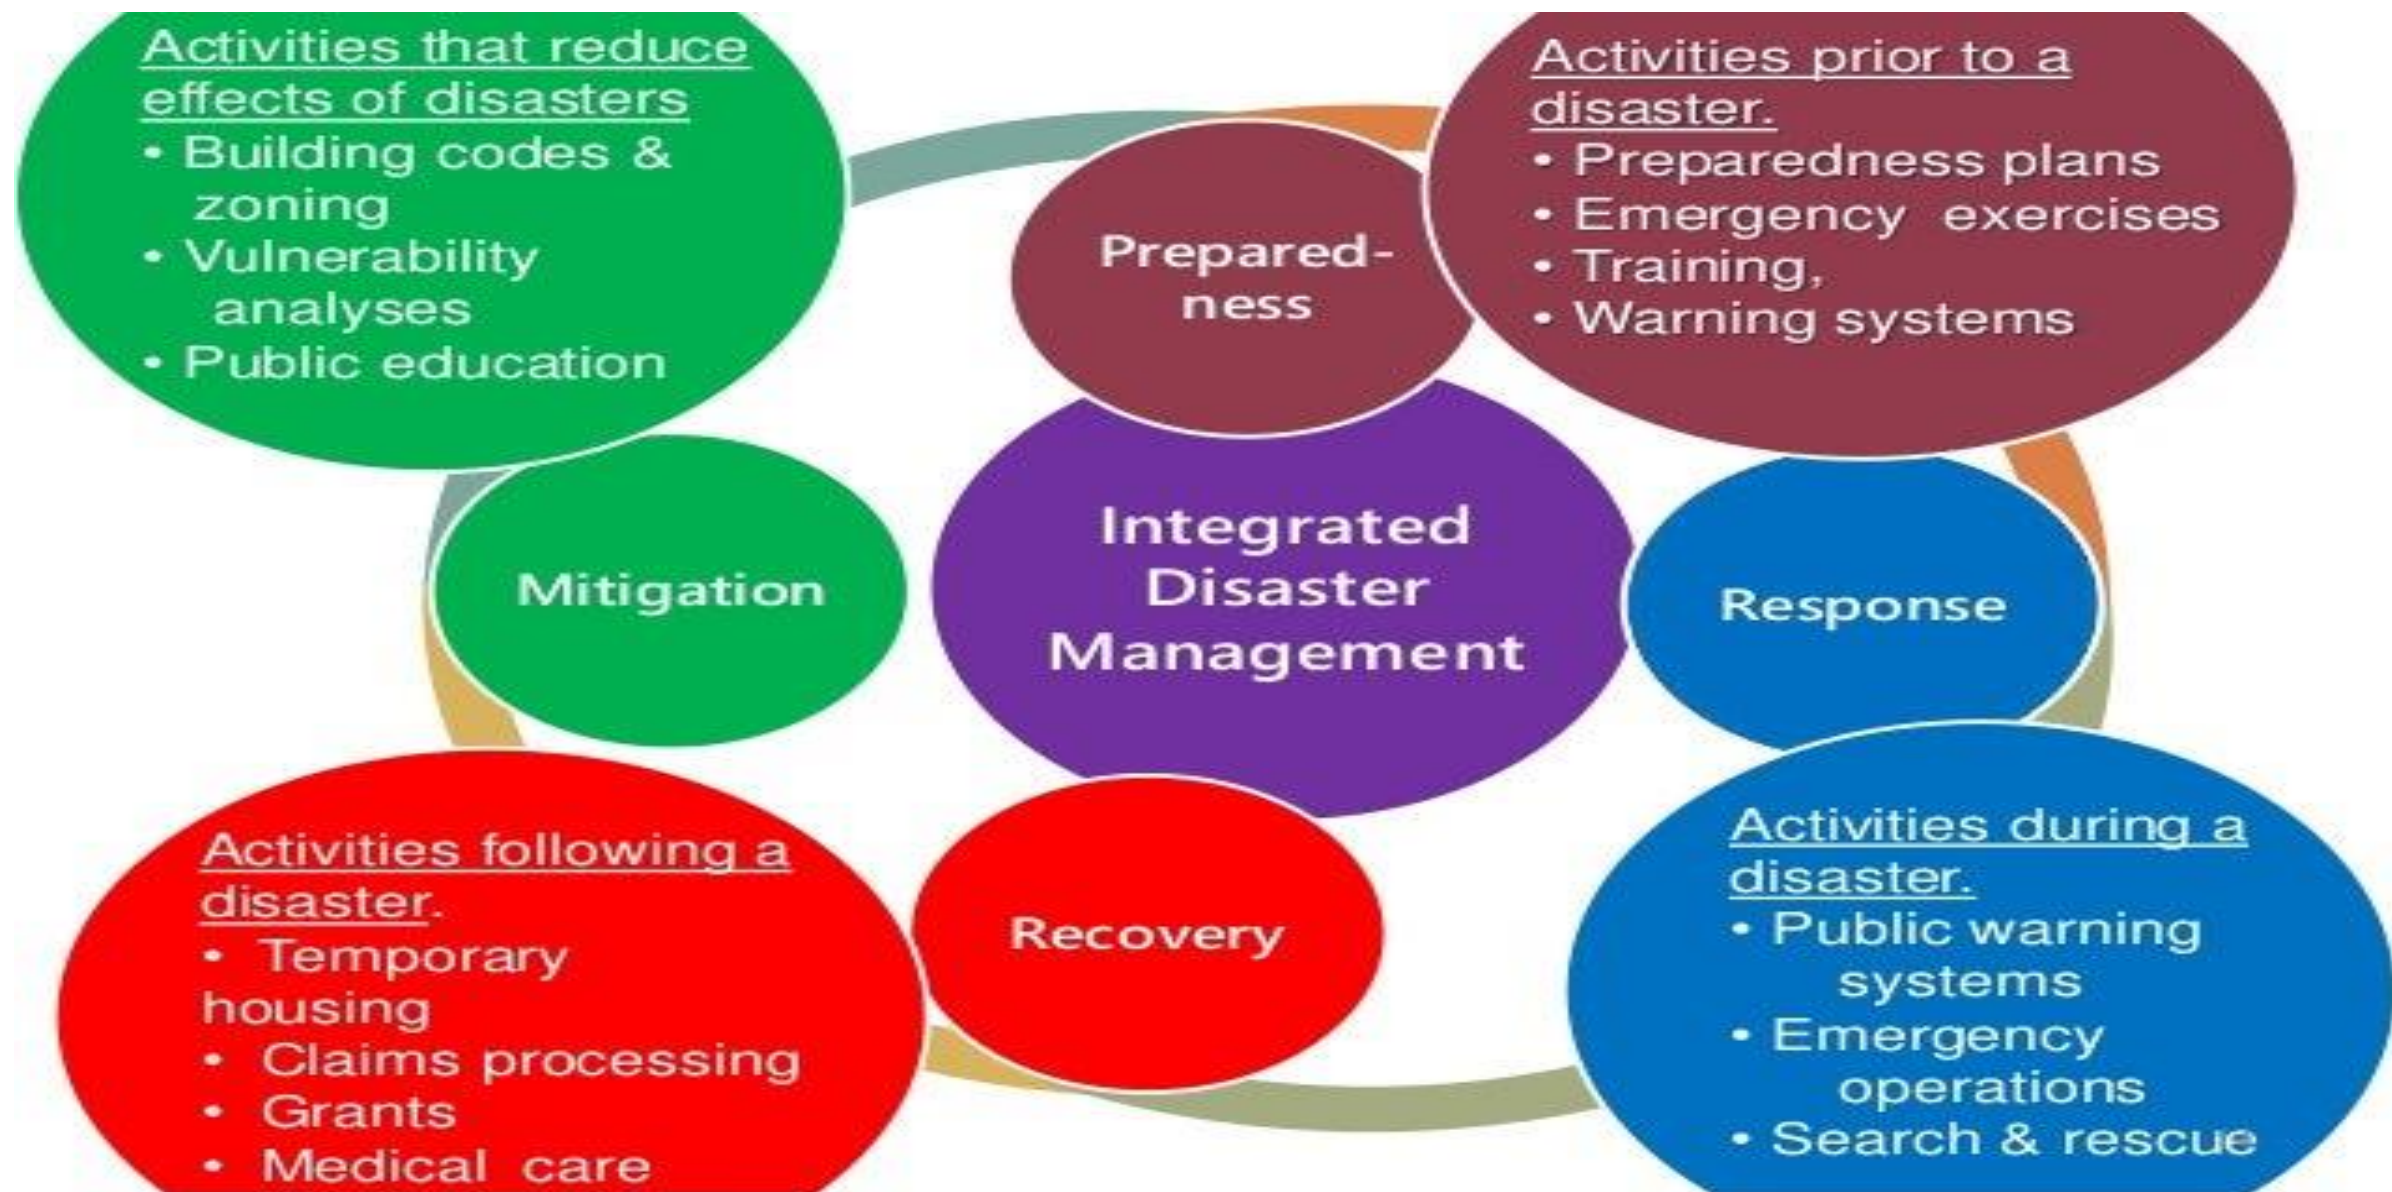 Activities that reduce
effects of disasters
• Building codes &
zoning
• Vulnerability
analyses
• Public education
Activities prior to a
disaster.
• Preparedness plans
• Emergency exercises
• Training,
• Warning systems
Prepared-
ness
Mitigation
Integrated
Disaster
Management
Response
Recovery
Activities following a
disaster.
• Temporary
housing
• Claims processing
• Grants
• Medical care
Activities during a
disaster.
• Public warning
systems
• Emergency
operations
• Search & rescue